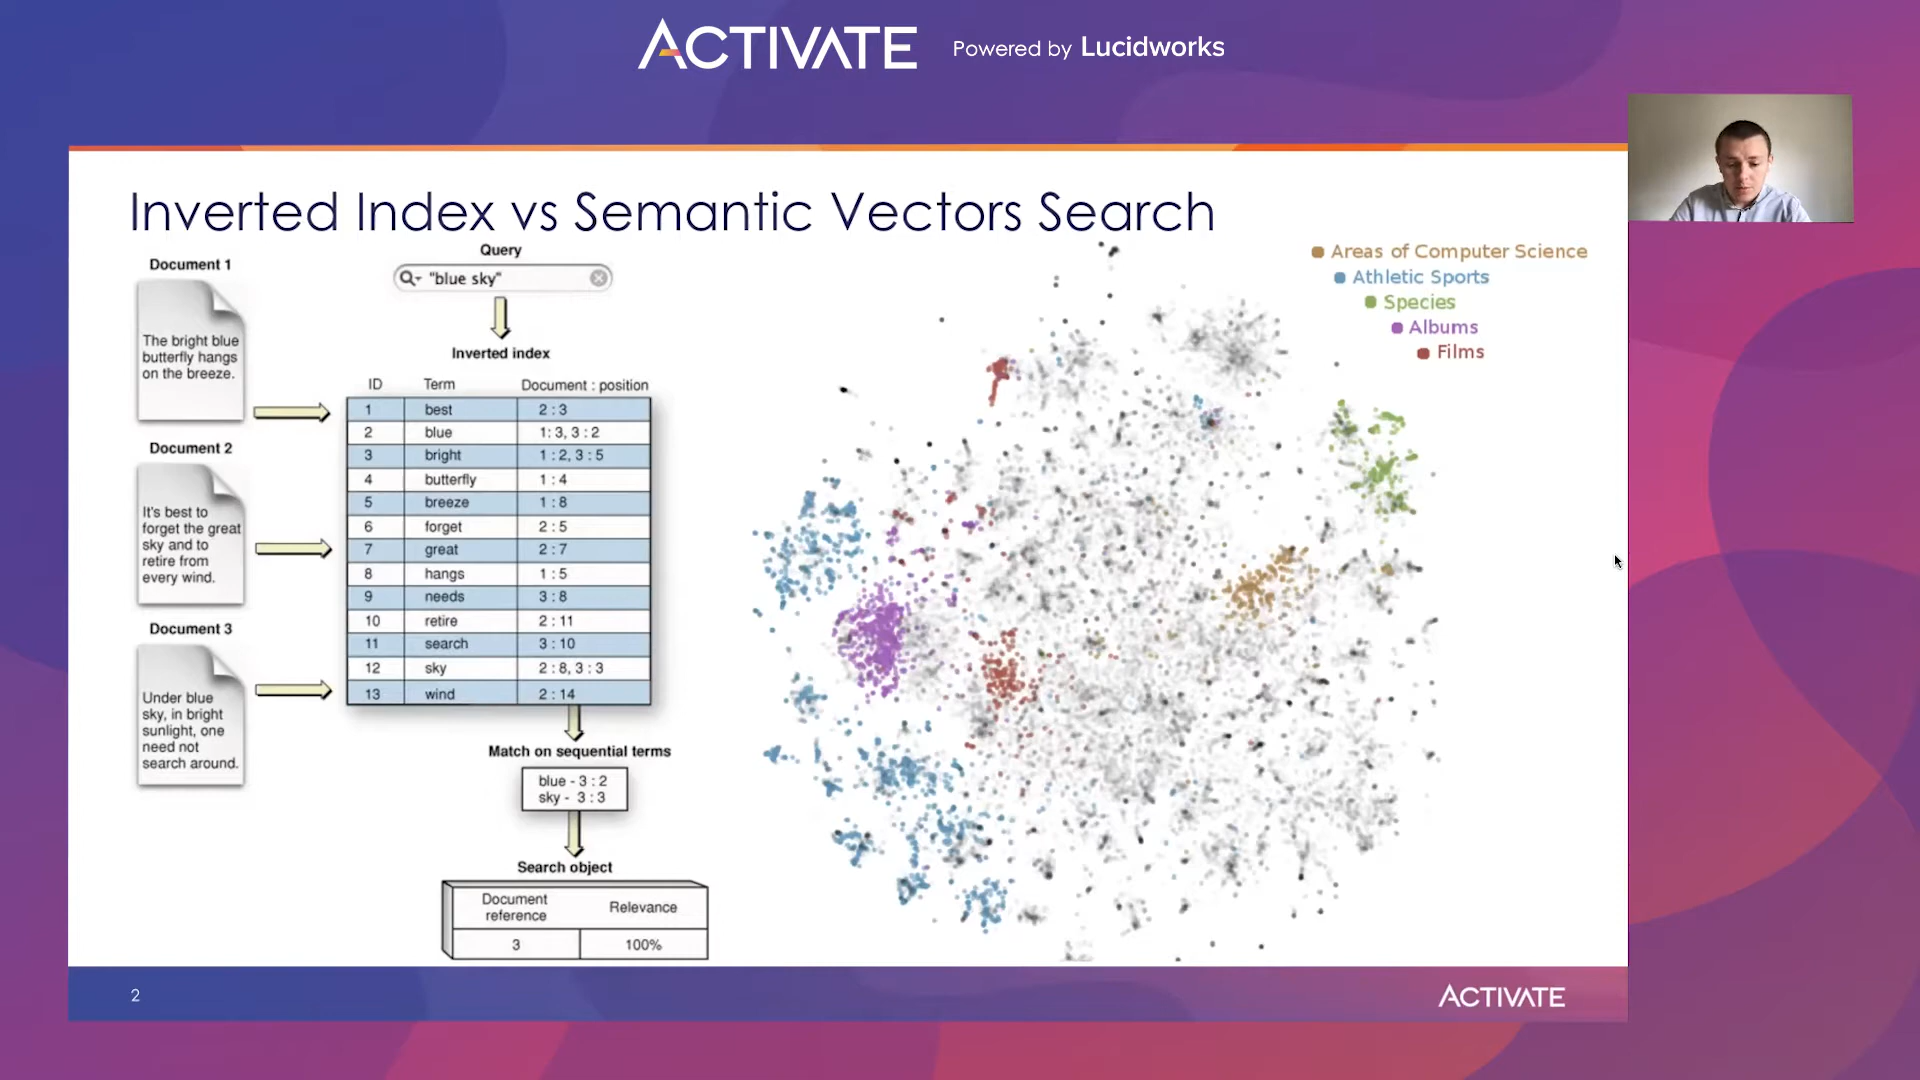 ACTIVATE Powered by Lucidworks
Inverted Index vs Semantic Vectors Search
Document 1
The bright blue
butterfly hangs
on the breeze.
Document 2
It's best to
forget the great
sky and to
retire from
every wind.
Document 3
Under blue
sky, in bright
sunlight, one
need not
search around.
Query
"blue sky"
Inverted index
ID Term Document : position
1 best 2 : 3
2 blue 1: 3, 3 : 2
3 bright 1 : 2, 3 : 5
4 butterfly 1 : 4
5 breeze 1 : 8
6 forget 2 : 5
7 great 2 : 7
8 hangs 1 : 5
9 needs 3 : 8
10 retire 2 : 11
11 search 3 : 10
12 sky 2 : 8, 3 : 3
13 wind 2 : 14
Match on sequential terms
blue - 3 : 2
sky - 3 : 3
Search object
Document
reference
Relevance
3 100%
Areas of Computer Science
Athletic Sports
Species
Albums
Films
2
ACTIVATE